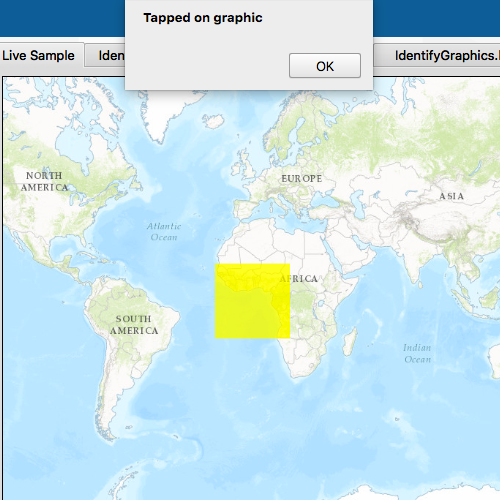 Tapped on graphic
OK
Live Sample
Iden
IdentifyGraphics.
NORTH
AMERICA
EUROPE
ASIA
Atlantic
Ocean
AFRICA
SOUTH
AMERICA
Indian
Ocean